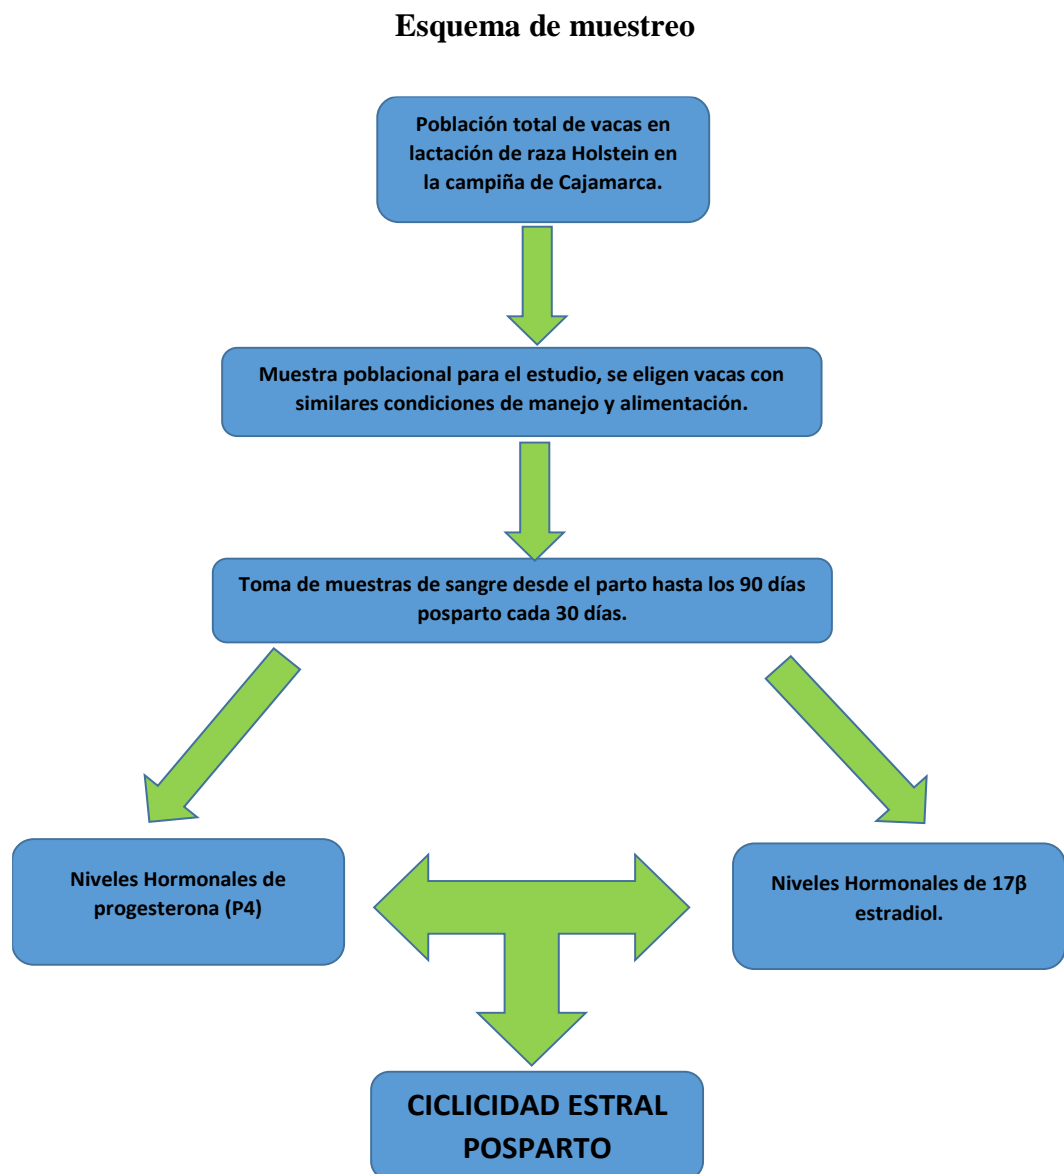 Esquema de muestreo
Población total de vacas en
lactación de raza Holstein en
la campiña de Cajamarca.
Muestra poblacional para el estudio, se eligen vacas con
similares condiciones de manejo y alimentación.
Toma de muestras de sangre desde el parto hasta los 90 días
posparto cada 30 días.
Niveles Hormonales de
progesterona (P4)
Niveles Hormonales de 17β
estradiol.
CICLICIDAD ESTRAL
POSPARTO